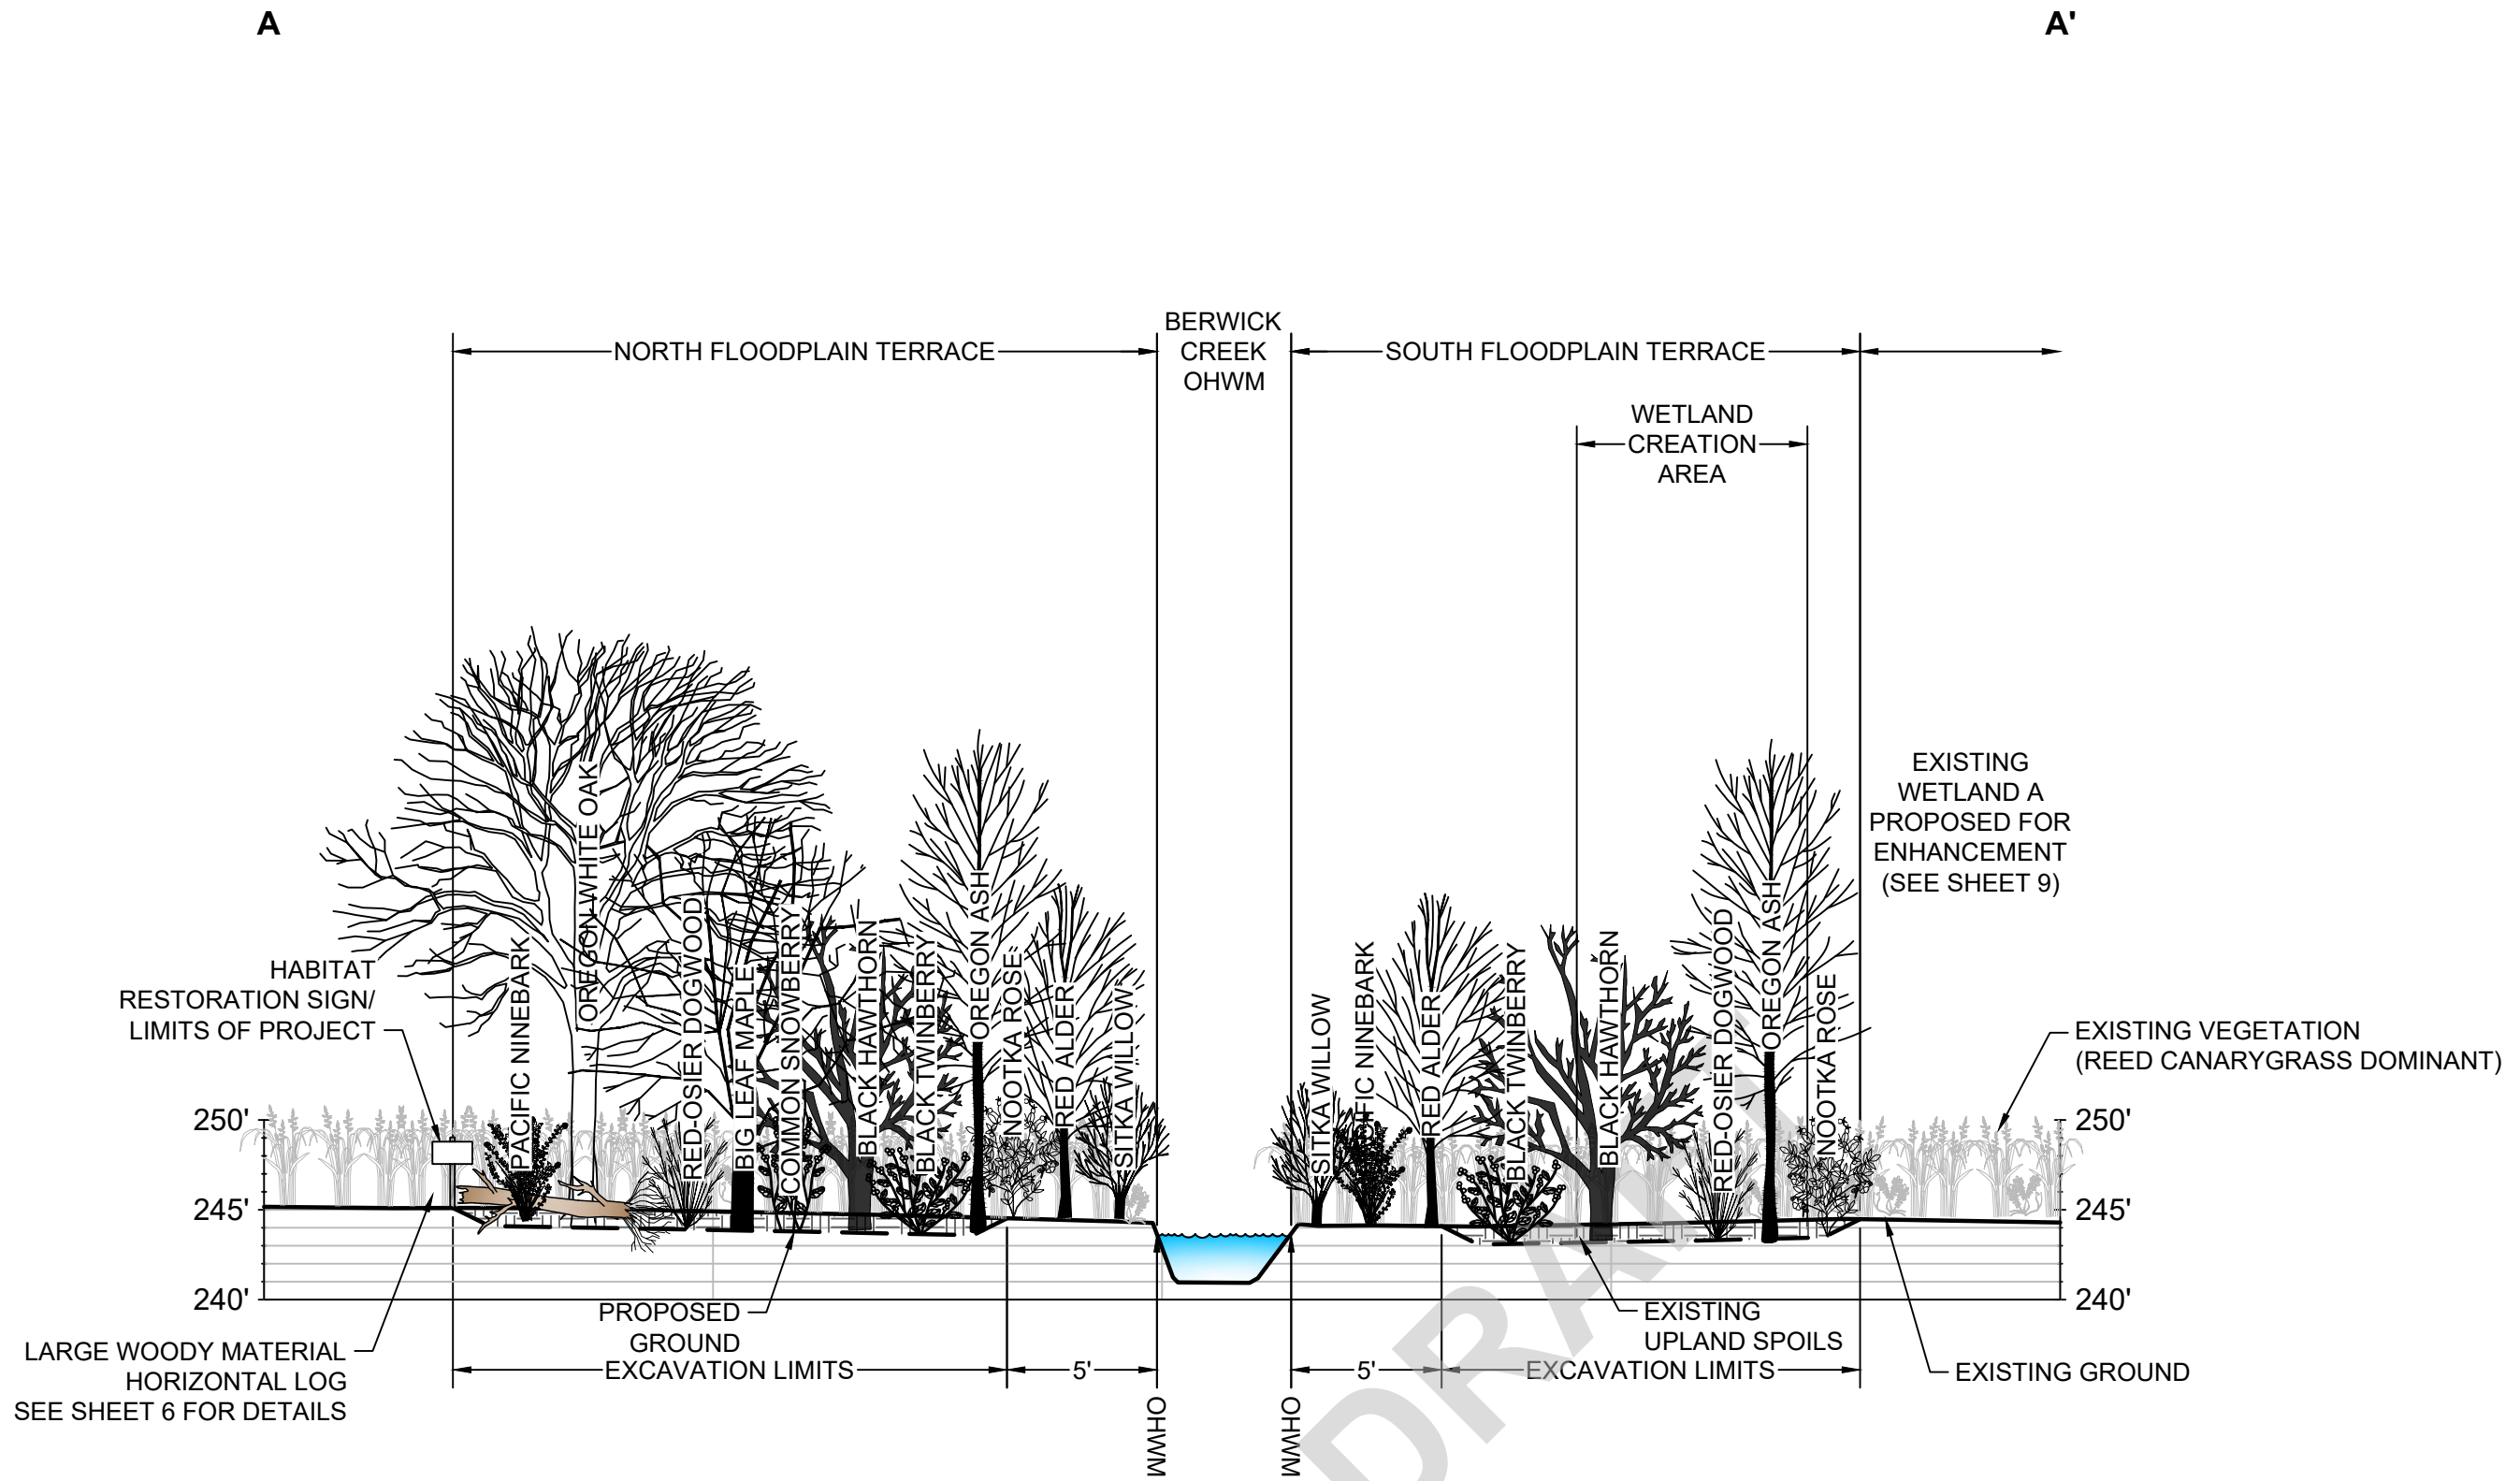 A
A'
BERWICK
CREEK
OHWM
NORTH FLOODPLAIN TERRACE
SOUTH FLOODPLAIN TERRACE
WETLAND
CREATION
AREA
EXISTING
WETLAND A
PROPOSED FOR
ENHANCEMENT
(SEE SHEET 9)
HABITAT
RESTORATION SIGN/
LIMITS OF PROJECT
PACIFIC NINEBARK
OREGON WHITE OAK
RED-OSIER DOGWOOD
BIG LEAF MAPLE
COMMON SNOWBERRY
BLACK HAWTHORN
BLACK TWINBERRY
OREGON ASH
NOOTKA ROSE
RED ALDER
SITKA WILLOW
SITKA WILLOW
PACIFIC NINEBARK
RED ALDER
BLACK TWINBERRY
BLACK HAWTHORN
RED-OSIER DOGWOOD
OREGON ASH
NOOTKA ROSE
EXISTING VEGETATION
(REED CANARYGRASS DOMINANT)
250'
245'
240'
250'
245'
240'
PROPOSED
GROUND
EXISTING
UPLAND SPOILS
LARGE WOODY MATERIAL
HORIZONTAL LOG
SEE SHEET 6 FOR DETAILS
EXCAVATION LIMITS
5'
5'
EXCAVATION LIMITS
EXISTING GROUND
OHWM
OHWM
DRAFT